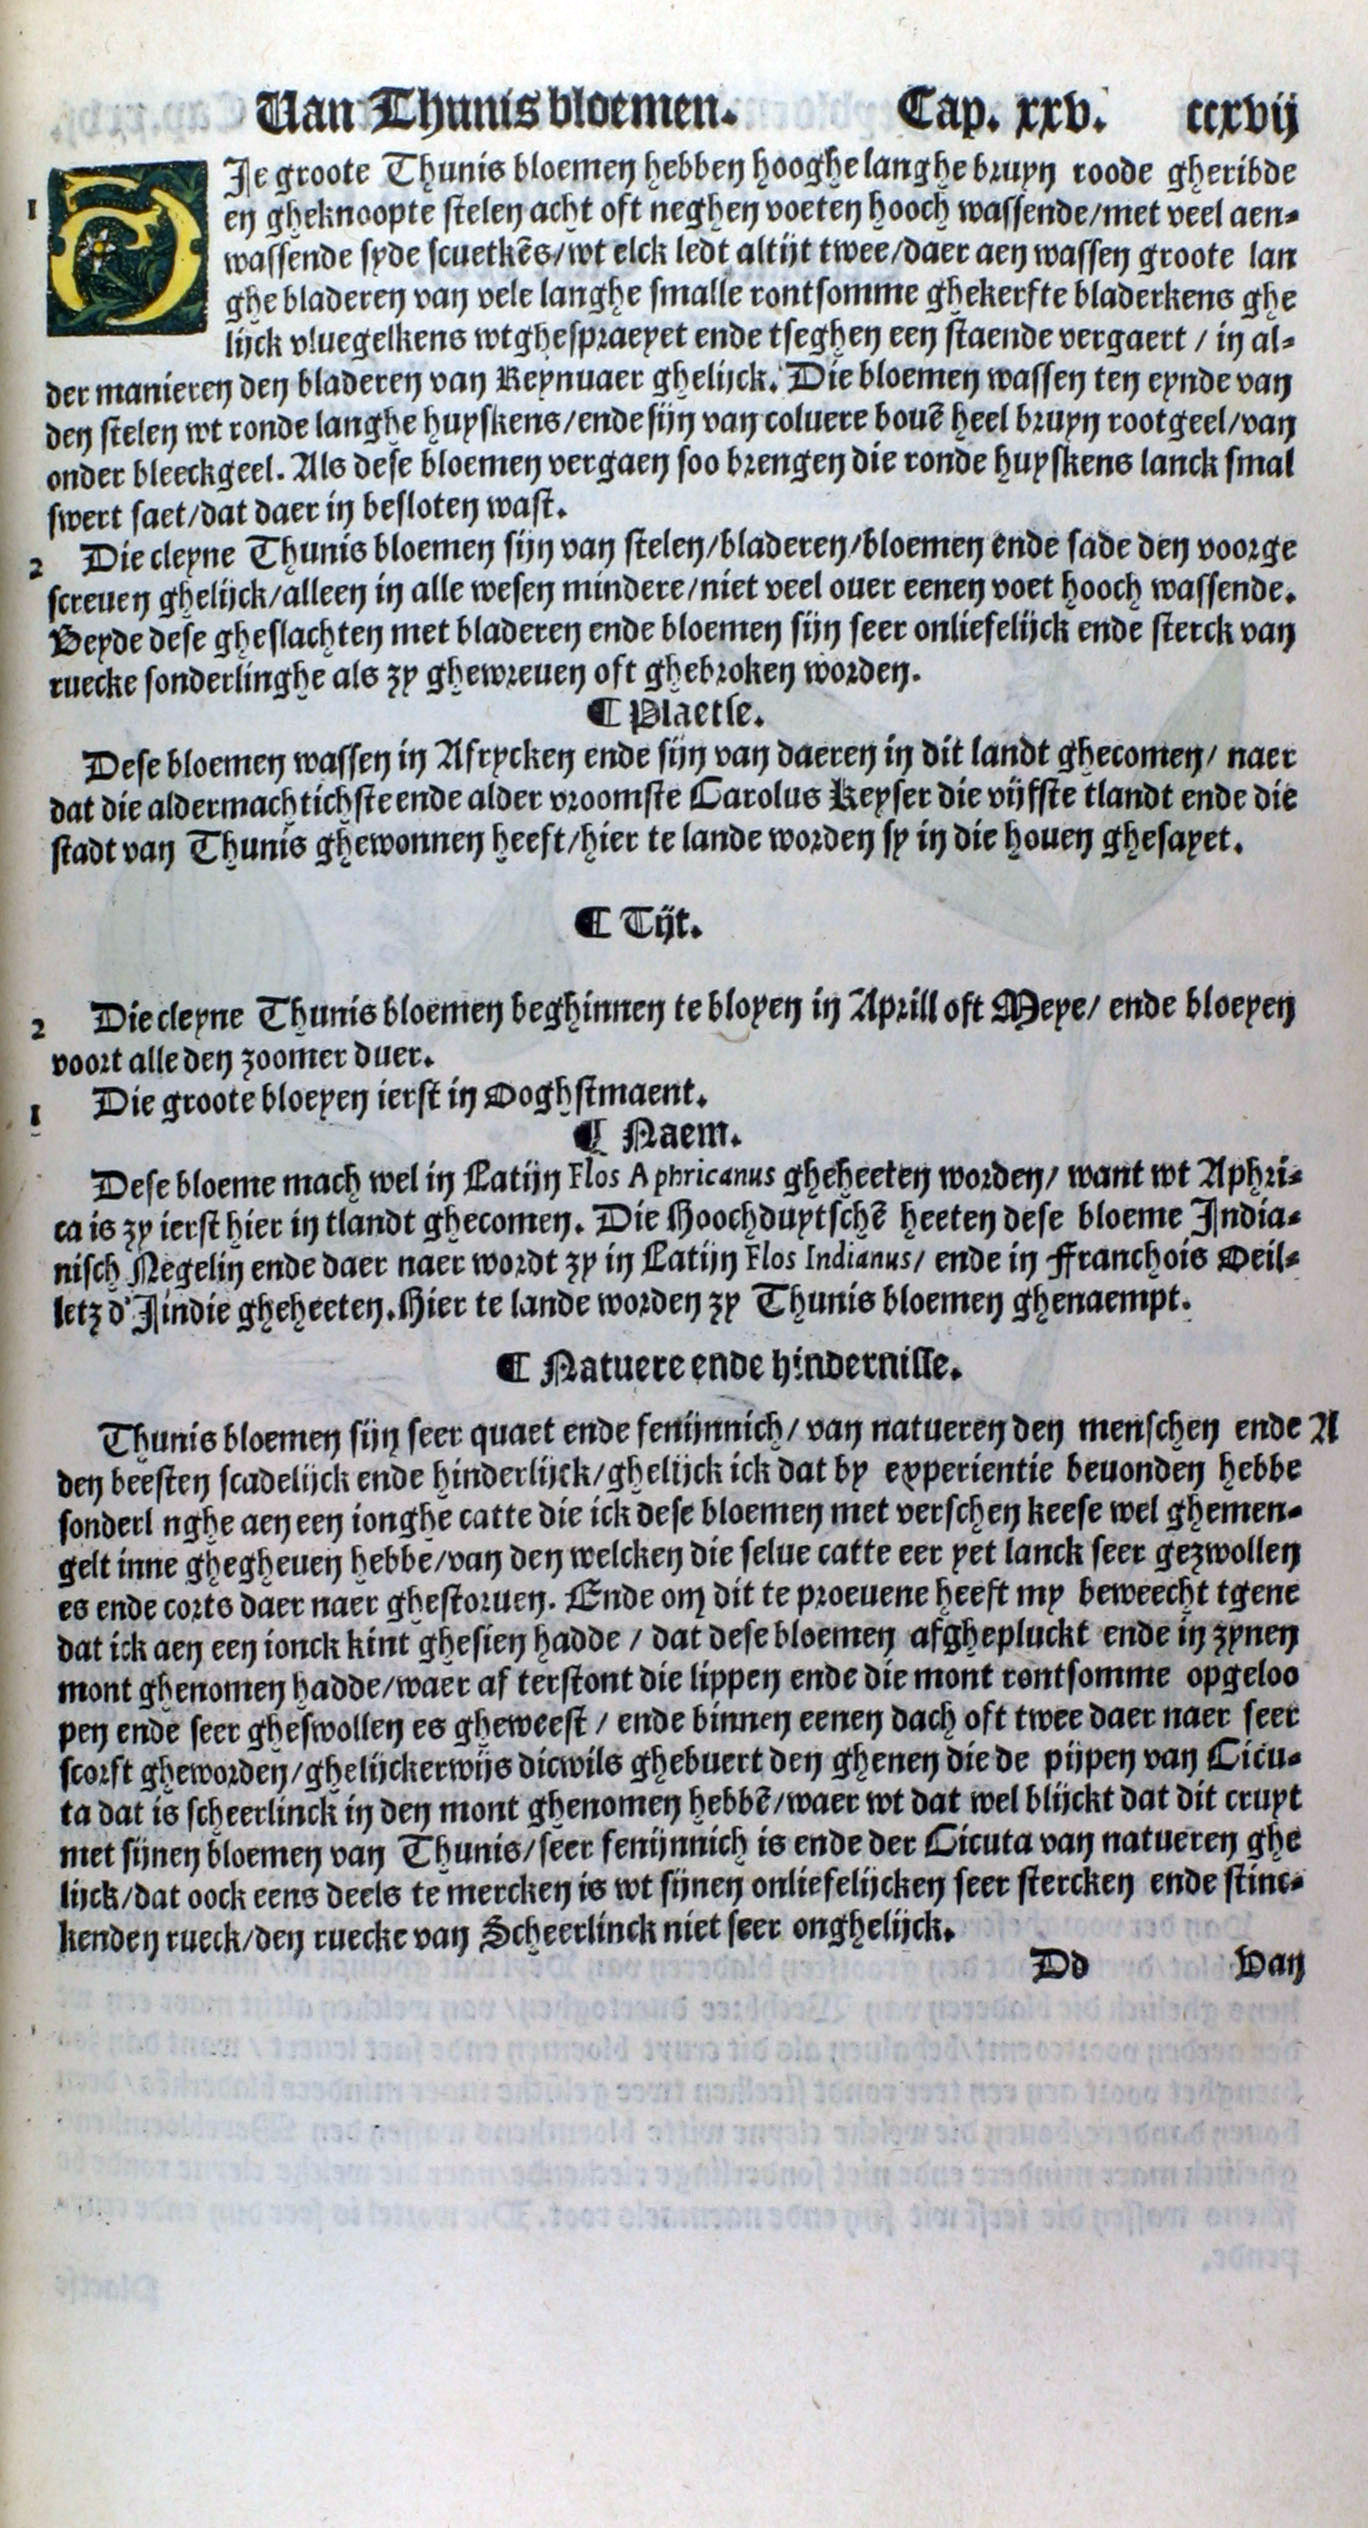 Van Thunis bloemen. Cap. xxv. ccxvij
1 DJe groote Thunis bloemen hebben hooghe langhe bruyn roode gheribde
en gheknoopte stelen acht oft neghen voeten hooch wassende/met veel aen-
wassende syde scuetkēs/wt elck ledt altijt twee/daer aen wassen groote lan
ghe bladeren van vele langhe smalle rontsomme ghekerfte bladerkens ghe
lijck vluegelkens wtghespraeyet ende tseghen een staende vergaert / in al-
der manieren den bladeren van Reynuaer ghelijck. Die bloemen wassen ten eynde van
den stelen wt ronde langhe huyskens/ende sijn van coluere bouē heel bruyn rootgeel/van
onder bleeckgeel. Als dese bloemen vergaen soo brengen die ronde huyskens lanck smal
swert saet/dat daer in besloten wast.
2 Die cleyne Thunis bloemen sijn van stelen/bladeren/bloemen ende sade den voorge
screuen ghelijck/alleen in alle wesen mindere/niet veel ouer eenen voet hooch wassende.
Beyde dese gheslachten met bladeren ende bloemen sijn seer onliefelijck ende sterck van
ruecke sonderlinghe als zy ghewreuen oft ghebroken worden.
¶ Plaetse.
Dese bloemen wassen in Afrycken ende sijn van daeren in dit landt ghecomen/ naer
dat die aldermachtichste ende alder vroomste Carolus Keyser die vijfste tlandt ende die
stadt van Thunis ghewonnen heeft/hier te lande worden sy in die houen ghesayet.
¶ Tijt.
2 Die cleyne Thunis bloemen beghinnen te bloyen in Aprill oft Meye/ ende bloeyen
voort alle den zoomer duer.
1 Die groote bloeyen ierst in Ooghstmaent.
¶ Naem.
Dese bloeme mach wel in Latijn Flos Aphricanus gheheeten worden/ want wt Aphri-
ca is zy ierst hier in tlandt ghecomen. Die Hoochduytschē heeten dese bloeme India-
nisch Negelin ende daer naer wordt zy in Latijn Flos Indianus/ ende in Franchois Oeil-
letz d'Jindie gheheeten. Hier te lande worden zy Thunis bloemen ghenaempt.
¶ Natuere ende hindernisse.
Thunis bloemen sijn seer quaet ende fenijnnich/ van natueren den menschen ende A
den beesten scadelijck ende hinderlijck/ghelijck ick dat by experientie beuonden hebbe
sonderl nghe aen een ionghe catte die ick dese bloemen met verschen keese wel ghemen-
gelt inne ghegheuen hebbe/van den welcken die selue catte eer yet lanck seer gezwollen
es ende corts daer naer ghestoruen. Ende om dit te proeuene heeft my beweecht tgene
dat ick aen een ionck kint ghesien hadde / dat dese bloemen afghepluckt ende in zynen
mont ghenomen hadde/waer af terstont die lippen ende die mont rontsomme opgeloo
pen ende seer gheswollen es gheweest / ende binnen eenen dach oft twee daer naer seer
scorft gheworden/ghelijckerwijs dicwils ghebuert den ghenen die de pijpen van Cicu-
ta dat is scheerlinck in den mont ghenomen hebbē/waer wt dat wel blijckt dat dit cruyt
met sijnen bloemen van Thunis/seer fenijnnich is ende der Cicuta van natueren ghe
lijck/dat oock eens deels te mercken is wt sijnen onliefelijcken seer stercken ende stinc-
kenden rueck/den ruecke van Scheerlinck niet seer onghelijck.
Dd Van